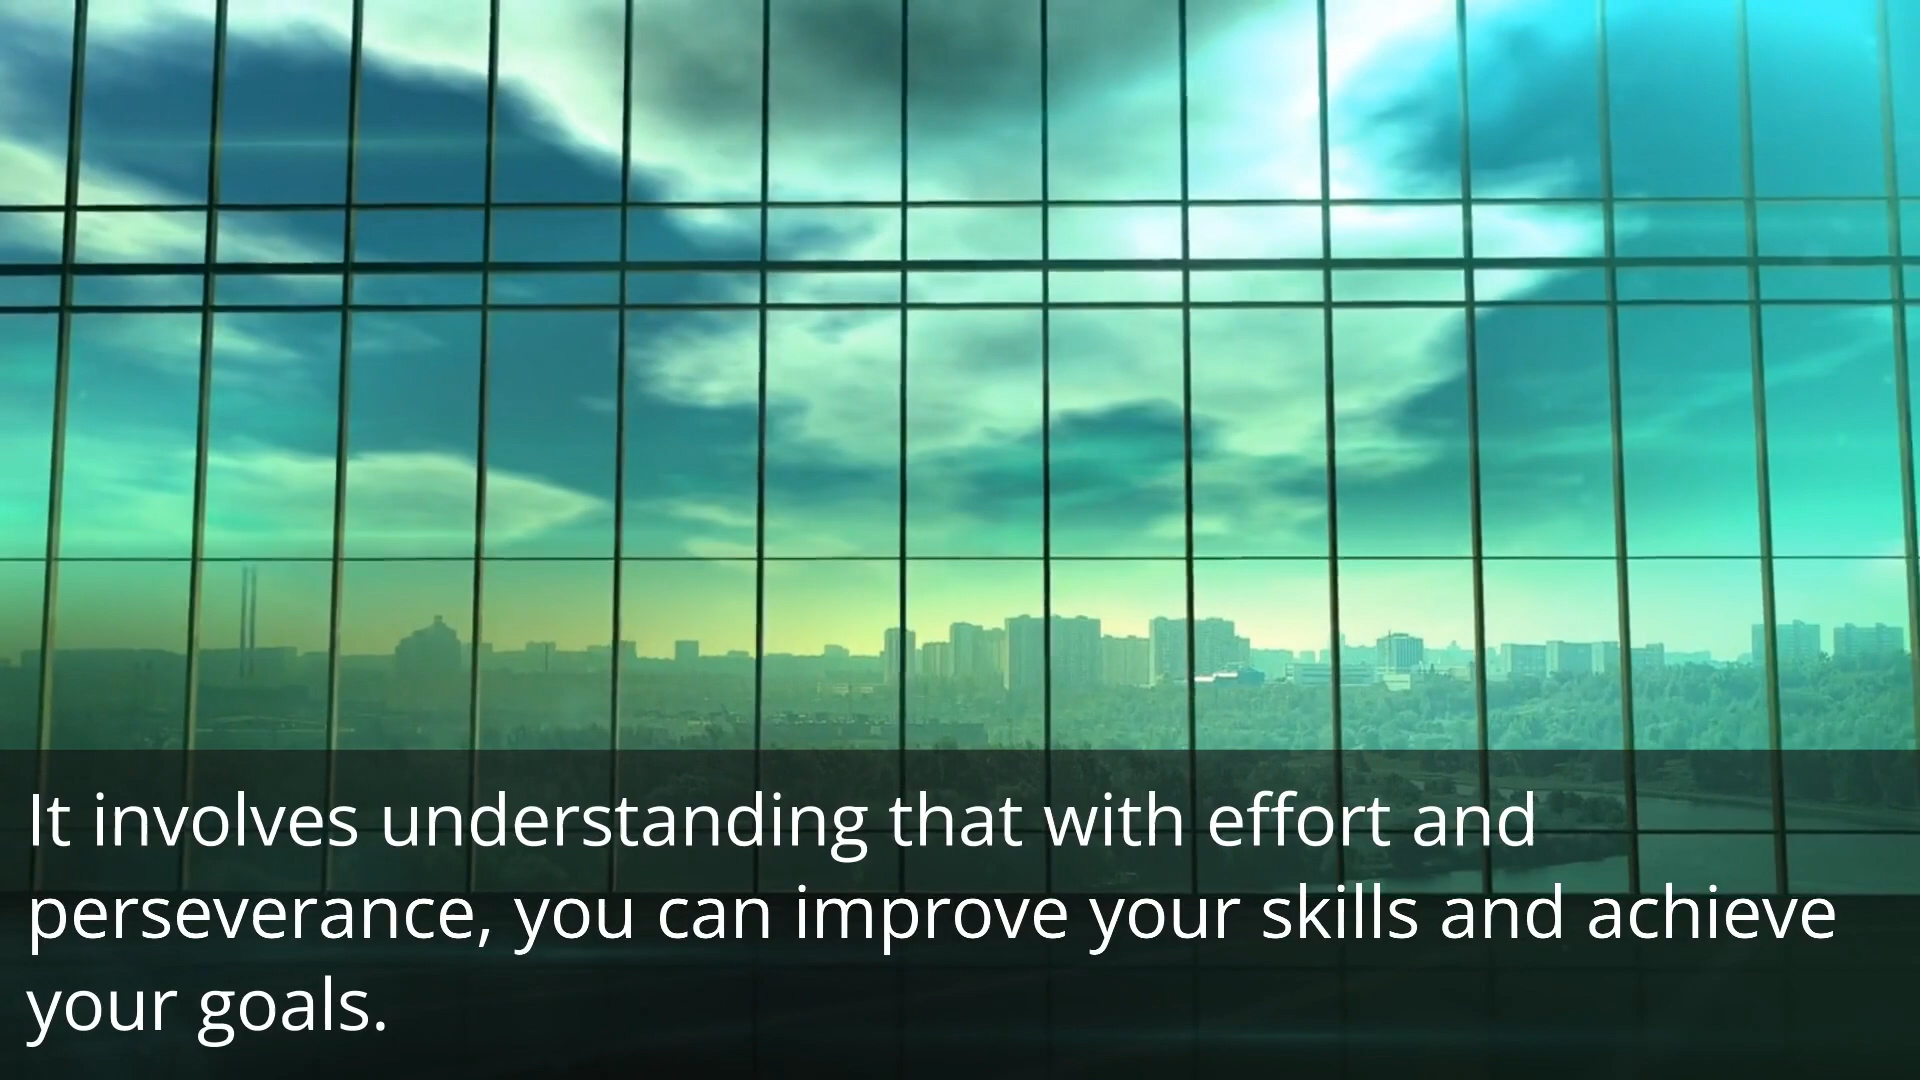 It involves understanding that with effort and
perseverance, you can improve your skills and achieve
your goals.